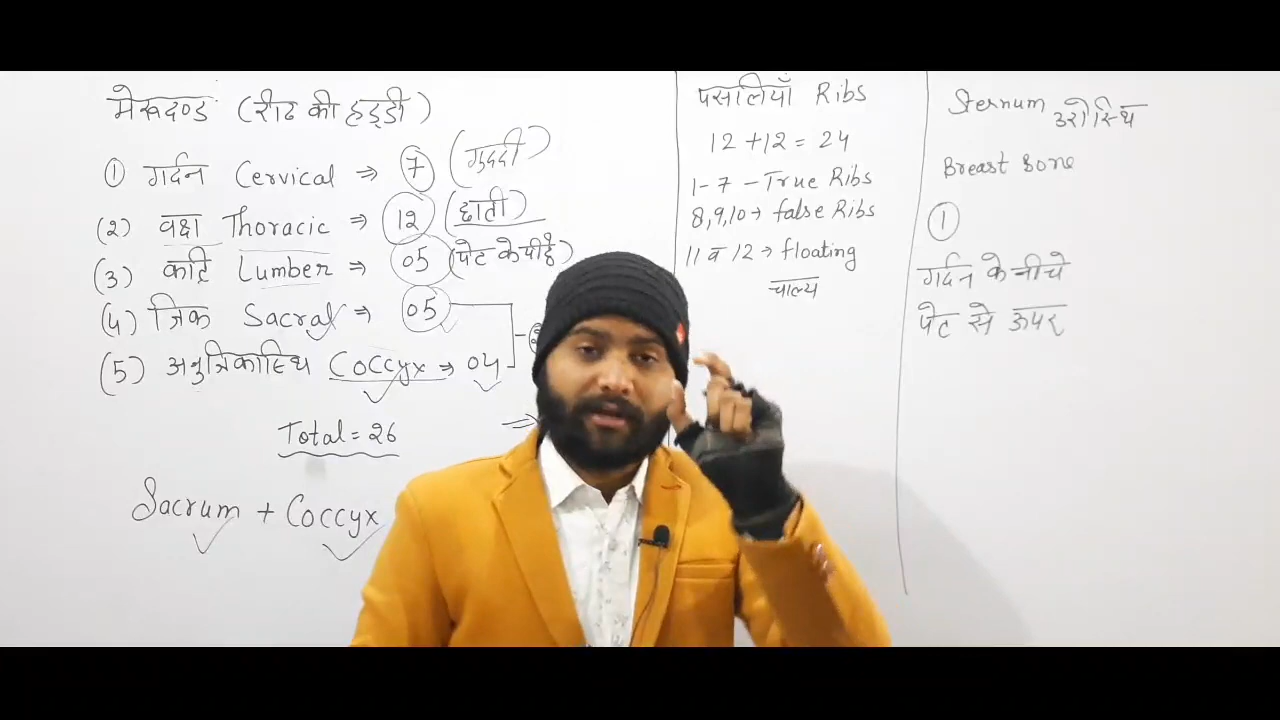 मेरूदण्ड (रीढ की हड्डी)
① गर्दन Cervical ⇒ 7 (गुददी)
(2) वक्षा Thoracic ⇒ 12 (छाती)
(3) कटि Lumber ⇒ 05 (पेट के पीछे)
(4) त्रिक Sacral ⇒ 05
(5) अनुत्रिकास्थि Coccyx ⇒ 04
Total = 26
Sacrum + Coccyx
पसलियाँ Ribs
12 + 12 = 24
1-7 - True Ribs
8,9,10 → false Ribs
11 व 12 → floating
Sternum उरोस्थि
Breast Bone
①
गर्दन के नीचे
पेट से ऊपर